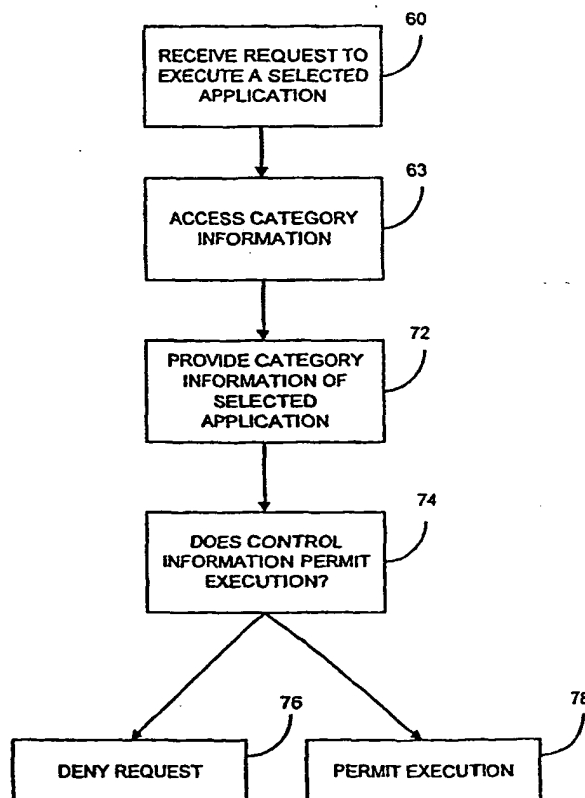 60
RECEIVE REQUEST TO
EXECUTE A SELECTED
APPLICATION
63
ACCESS CATEGORY
INFORMATION
72
PROVIDE CATEGORY
INFORMATION OF
SELECTED
APPLICATION
74
DOES CONTROL
INFORMATION PERMIT
EXECUTION?
76
DENY REQUEST
78
PERMIT EXECUTION